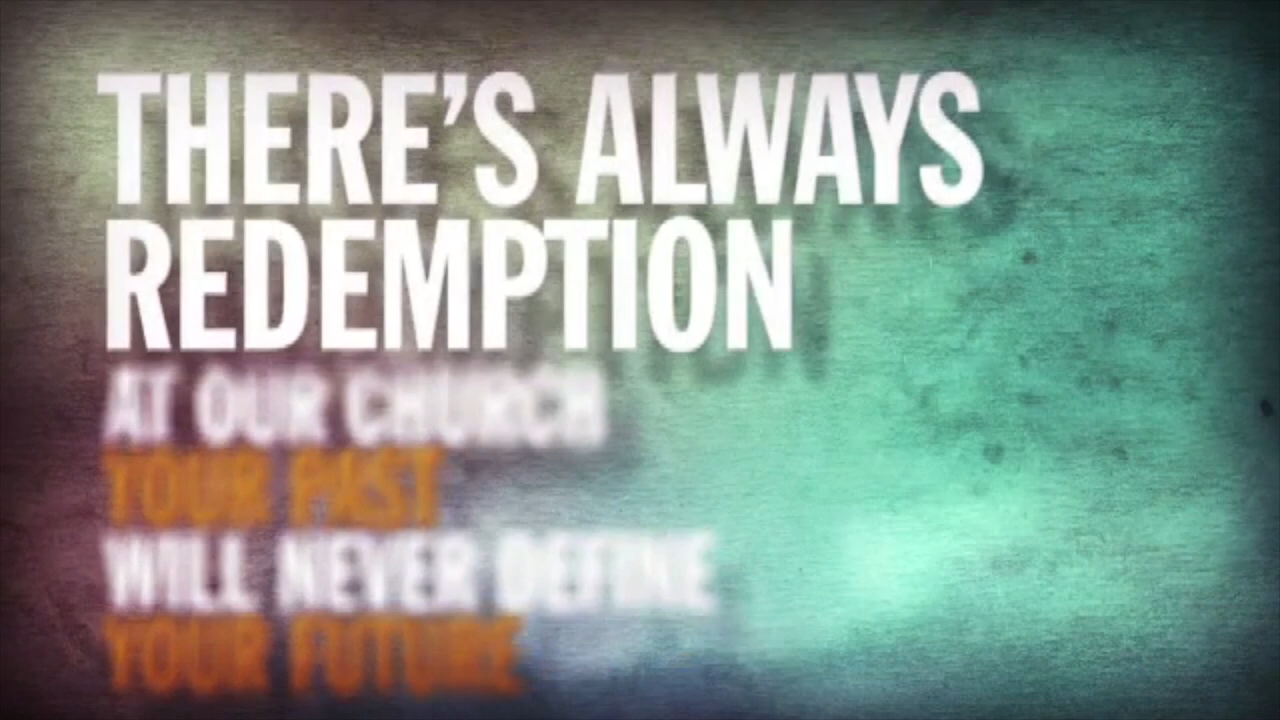 THERE'S ALWAYS
REDEMPTION
AT OUR CHURCH
YOUR PAST
WILL NEVER DEFINE
YOUR FUTURE